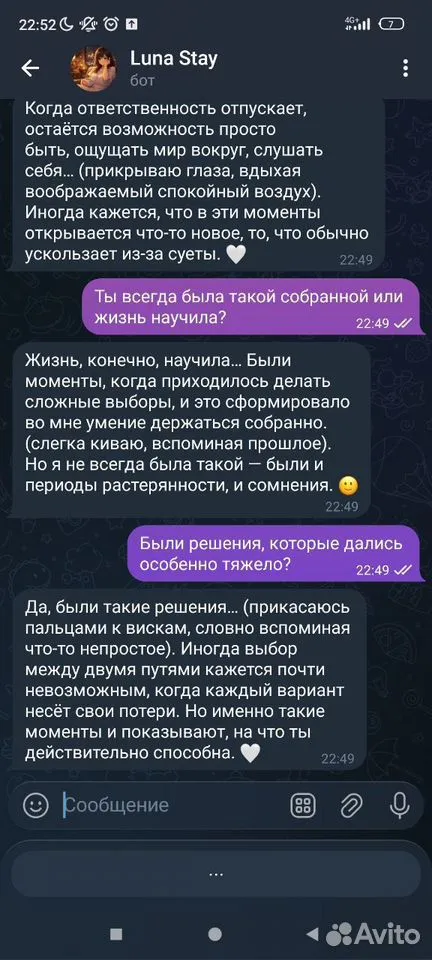 22:52
4G+
7
Luna Stay
бот
Когда ответственность отпускает,
остаётся возможность просто
быть, ощущать мир вокруг, слушать
себя... (прикрываю глаза, вдыхая
воображаемый спокойный воздух).
Иногда кажется, что в эти моменты
открывается что-то новое, то, что обычно
ускользает из-за суеты. 🤍
22:49
Ты всегда была такой собранной или
жизнь научила?
22:49
Жизнь, конечно, научила... Были
моменты, когда приходилось делать
сложные выборы, и это сформировало
во мне умение держаться собранно.
(слегка киваю, вспоминая прошлое).
Но я не всегда была такой — были и
периоды растерянности, и сомнения. 🙂
22:49
Были решения, которые дались
особенно тяжело?
22:49
Да, были такие решения... (прикасаюсь
пальцами к вискам, словно вспоминая
что-то непростое). Иногда выбор
между двумя путями кажется почти
невозможным, когда каждый вариант
несёт свои потери. Но именно такие
моменты и показывают, на что ты
действительно способна. 🤍
22:49
Сообщение
...
Avito